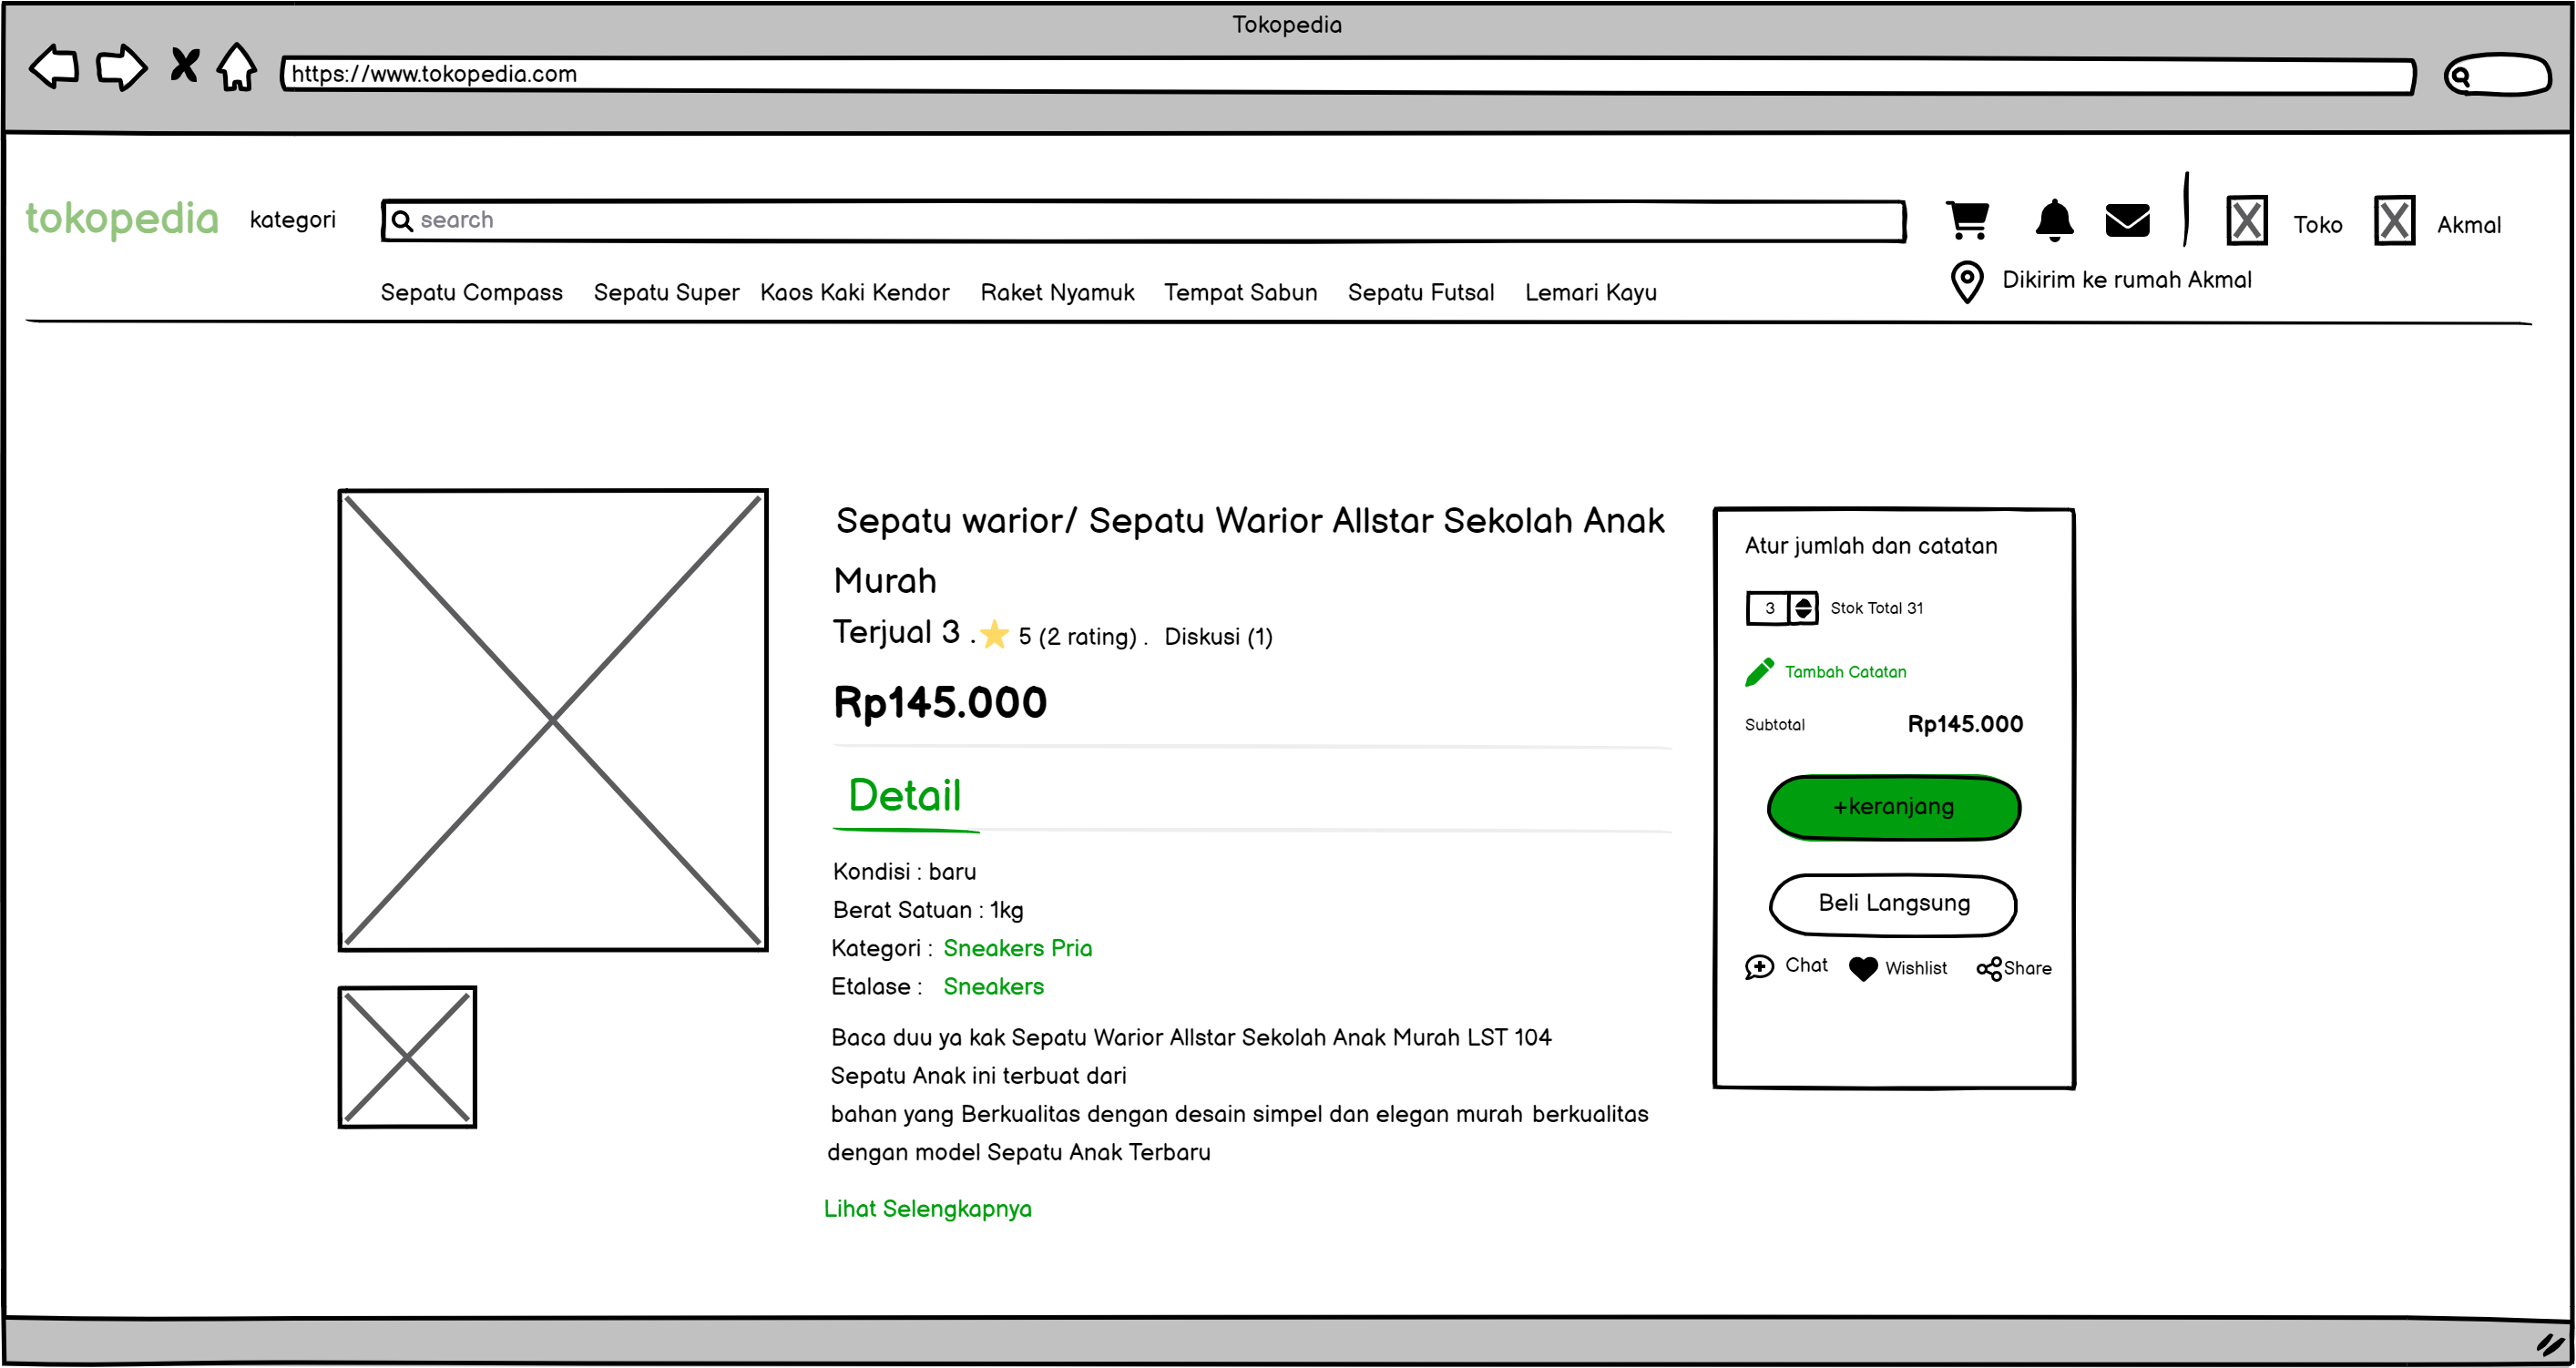 Tokopedia
https://www.tokopedia.com
tokopedia kategori search Toko Akmal
Dikirim ke rumah Akmal
Sepatu Compass Sepatu Super Kaos Kaki Kendor Raket Nyamuk Tempat Sabun Sepatu Futsal Lemari Kayu
Sepatu warior/ Sepatu Warior Allstar Sekolah Anak
Murah
Terjual 3 . 5 (2 rating) . Diskusi (1)
Rp145.000
Detail
Kondisi : baru
Berat Satuan : 1kg
Kategori : Sneakers Pria
Etalase : Sneakers
Baca duu ya kak Sepatu Warior Allstar Sekolah Anak Murah LST 104
Sepatu Anak ini terbuat dari
bahan yang Berkualitas dengan desain simpel dan elegan murah berkualitas
dengan model Sepatu Anak Terbaru
Lihat Selengkapnya
Atur jumlah dan catatan
3 Stok Total 31
Tambah Catatan
Subtotal Rp145.000
+keranjang
Beli Langsung
Chat Wishlist Share